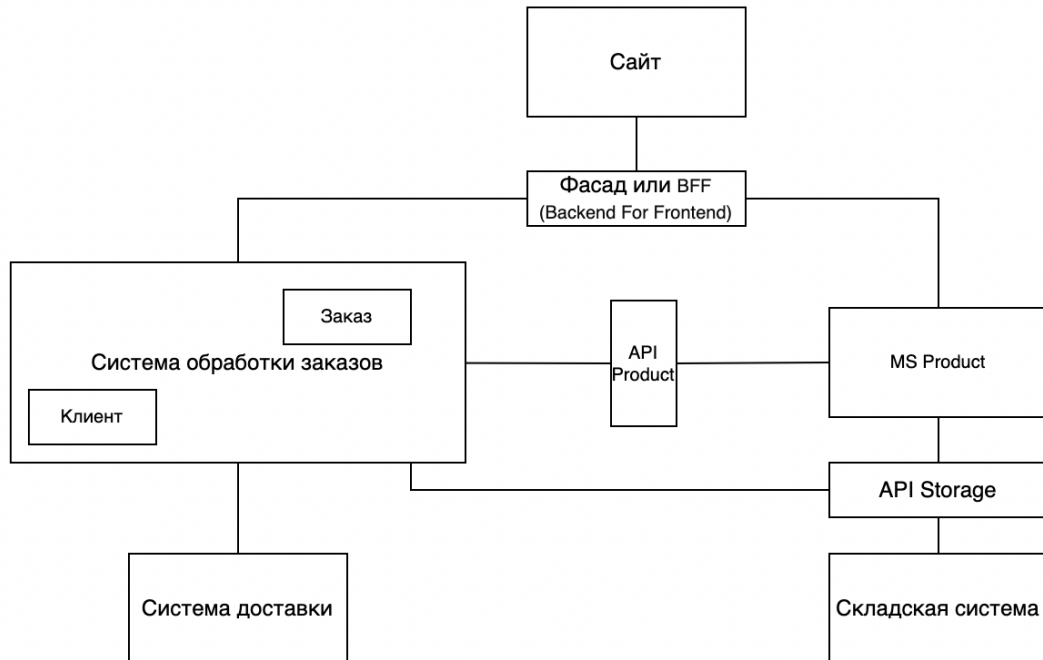 Сайт
Фасад или BFF
(Backend For Frontend)
Заказ
Система обработки заказов
Клиент
API
Product
MS Product
API Storage
Система доставки
Складская система